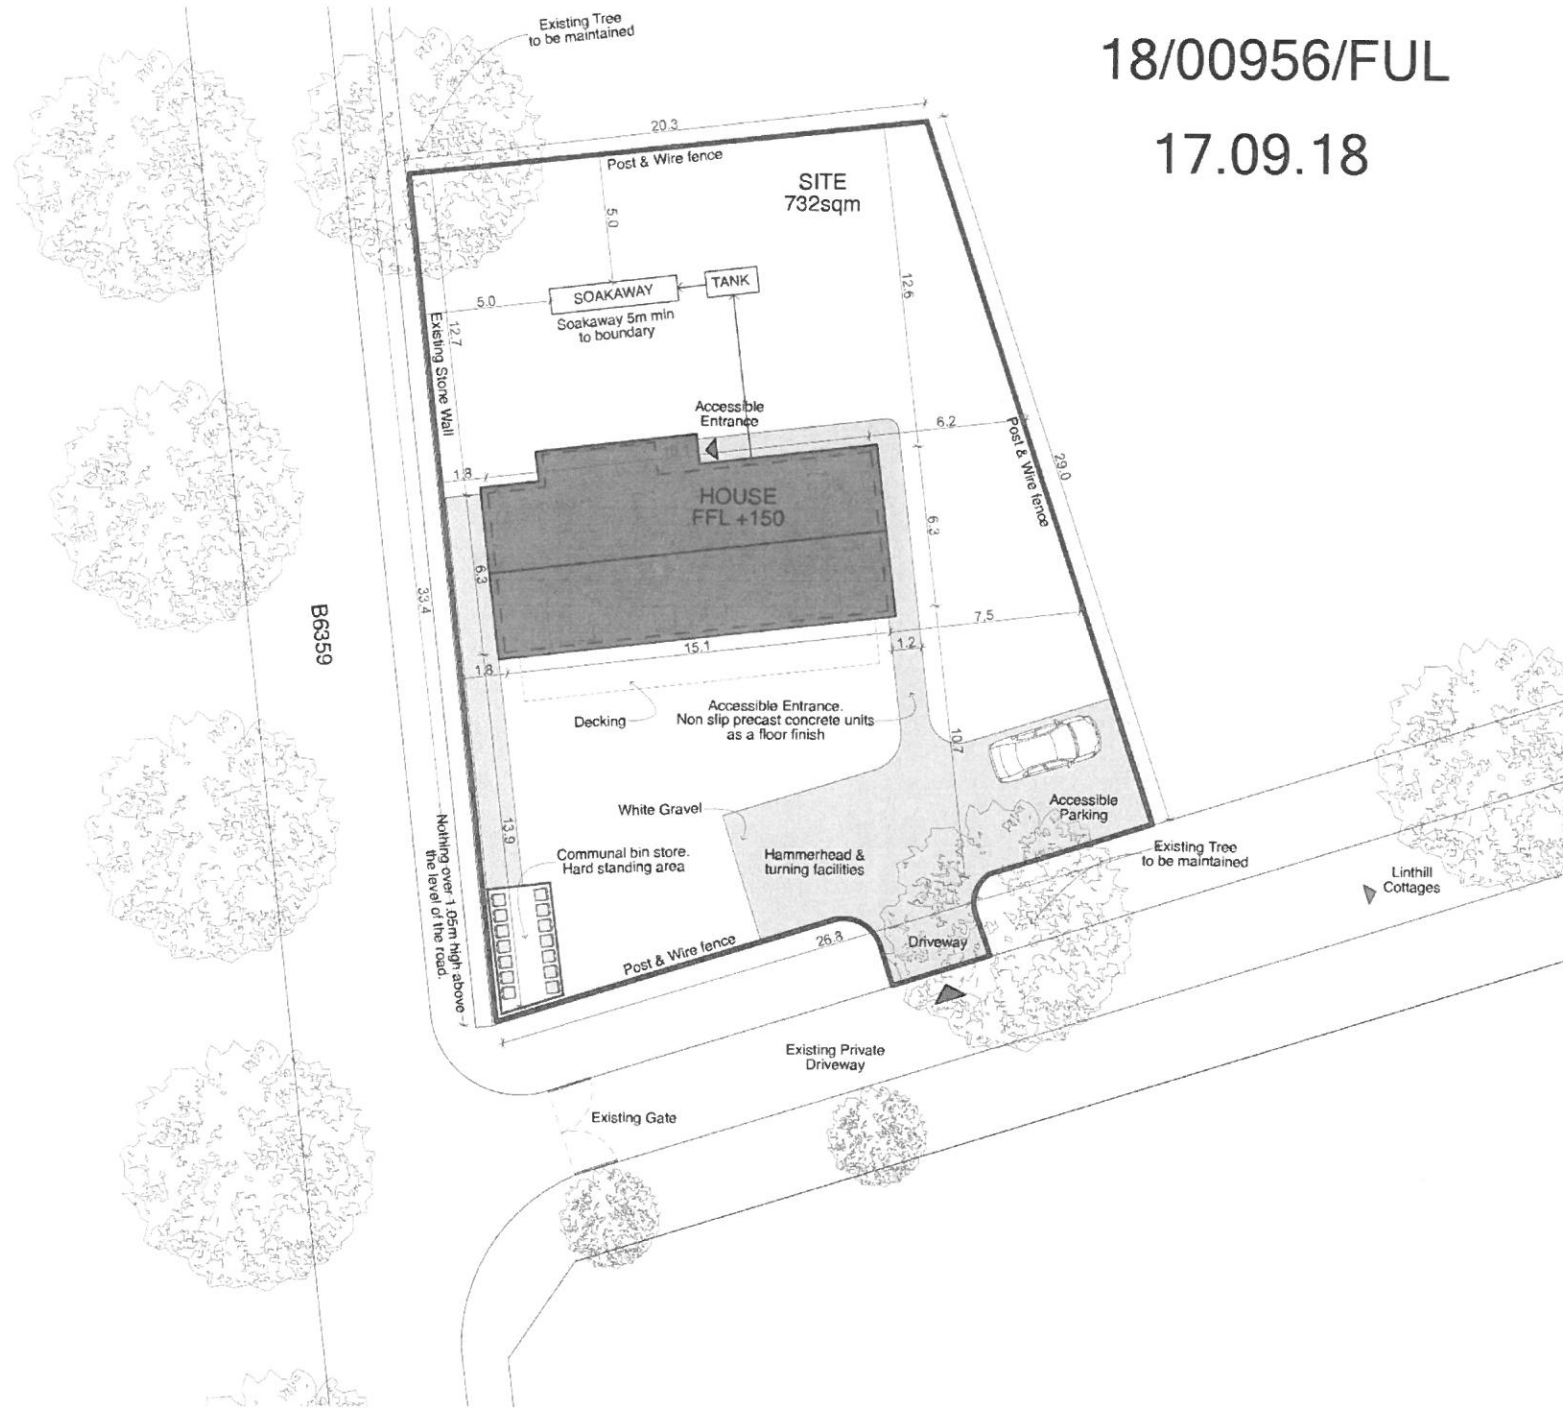 Existing Tree
to be maintained
18/00956/FUL
17.09.18
20.3
Post & Wire fence
SITE
732sqm
5.0
SOAKAWAY
TANK
5.0
Soakaway 5m min
to boundary
12.7
12.6
Existing Stone Wall
Accessible
Entrance
6.2
Post & Wire fence
29.0
1.8
HOUSE
FFL +150
6.3
6.3
33.4
B6359
15.1
1.2
7.5
1.8
Decking
Accessible Entrance.
Non slip precast concrete units
as a floor finish
10.7
White Gravel
Accessible
Parking
13.9
Communal bin store.
Hard standing area
Hammerhead &
turning facilities
Existing Tree
to be maintained
Nothing over 1.05m high above
the level of the road.
Linthill
Cottages
Post & Wire fence
26.8
Driveway
Existing Private
Driveway
Existing Gate